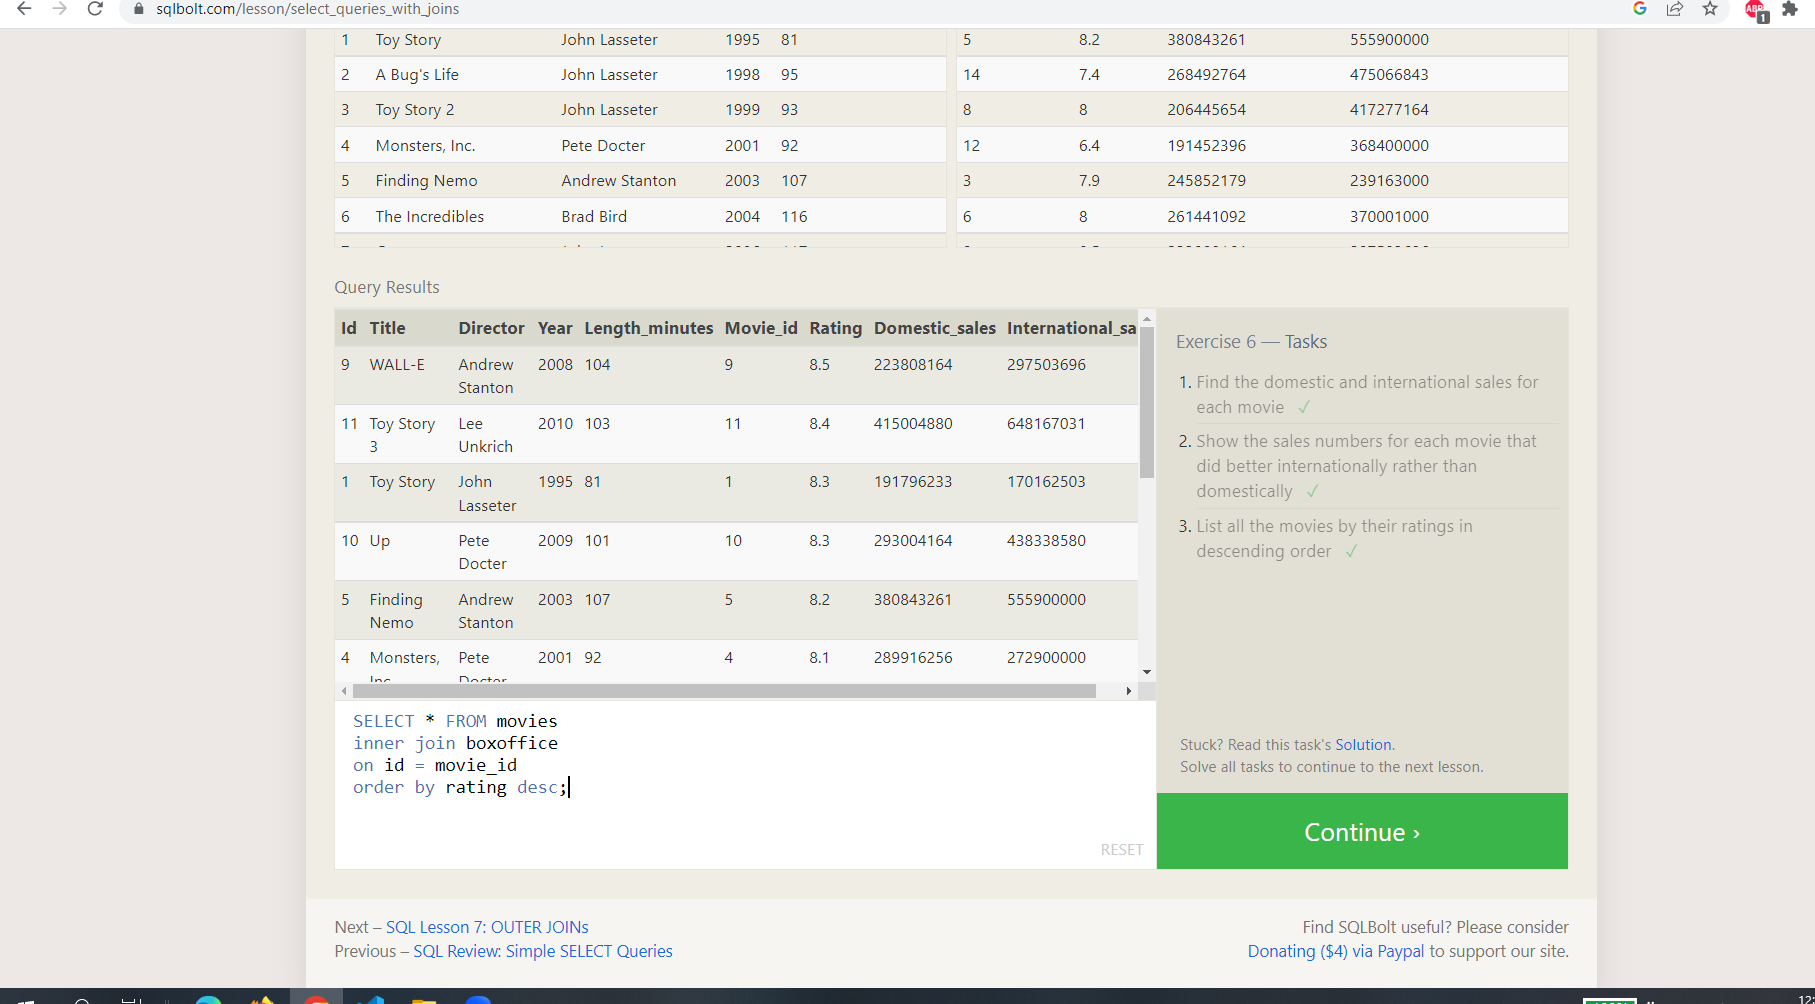 sqlbolt.com/lesson/select_queries_with_joins
ABP 1
1 Toy Story John Lasseter 1995 81 5 8.2 380843261 555900000
2 A Bug's Life John Lasseter 1998 95 14 7.4 268492764 475066843
3 Toy Story 2 John Lasseter 1999 93 8 8 206445654 417277164
4 Monsters, Inc. Pete Docter 2001 92 12 6.4 191452396 368400000
5 Finding Nemo Andrew Stanton 2003 107 3 7.9 245852179 239163000
6 The Incredibles Brad Bird 2004 116 6 8 261441092 370001000
Query Results
Id Title Director Year Length_minutes Movie_id Rating Domestic_sales International_sa
9 WALL-E Andrew 2008 104 9 8.5 223808164 297503696
Stanton
11 Toy Story Lee 2010 103 11 8.4 415004880 648167031
3 Unkrich
1 Toy Story John 1995 81 1 8.3 191796233 170162503
Lasseter
10 Up Pete 2009 101 10 8.3 293004164 438338580
Docter
5 Finding Andrew 2003 107 5 8.2 380843261 555900000
Nemo Stanton
4 Monsters, Pete 2001 92 4 8.1 289916256 272900000
Inc. Docter
SELECT * FROM movies
inner join boxoffice
on id = movie_id
order by rating desc;
RESET
Exercise 6 — Tasks
1. Find the domestic and international sales for
each movie ✓
2. Show the sales numbers for each movie that
did better internationally rather than
domestically ✓
3. List all the movies by their ratings in
descending order ✓
Stuck? Read this task's Solution.
Solve all tasks to continue to the next lesson.
Continue ›
Next – SQL Lesson 7: OUTER JOINs
Previous – SQL Review: Simple SELECT Queries
Find SQLBolt useful? Please consider
Donating ($4) via Paypal to support our site.